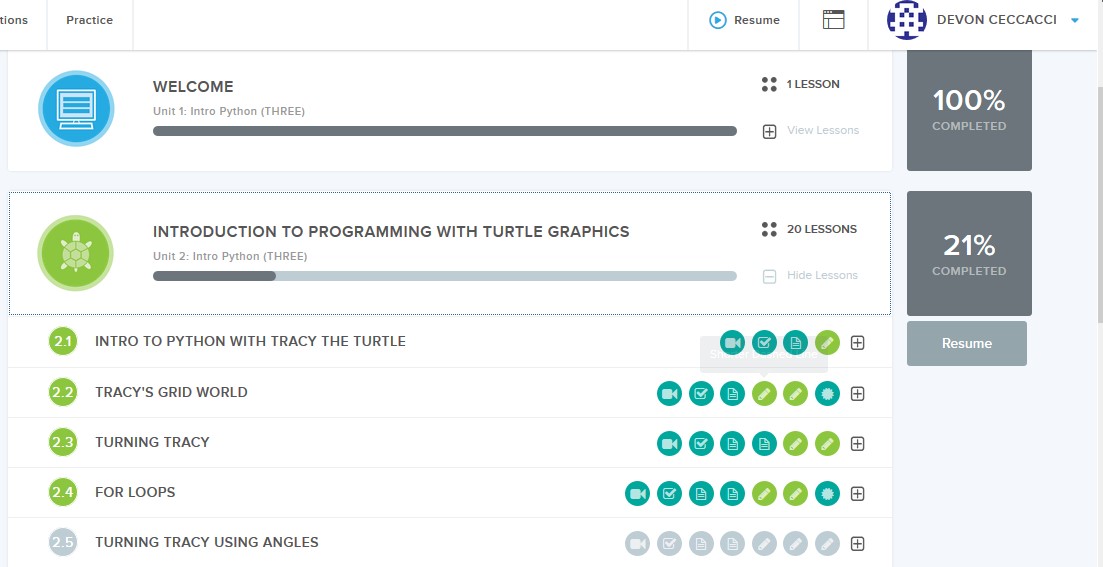 tions Practice Resume DEVON CECCACCI
WELCOME
1 LESSON
100%
COMPLETED
Unit 1: Intro Python (THREE)
View Lessons
INTRODUCTION TO PROGRAMMING WITH TURTLE GRAPHICS
20 LESSONS
21%
COMPLETED
Unit 2: Intro Python (THREE)
Hide Lessons
2.1 INTRO TO PYTHON WITH TRACY THE TURTLE
Resume
2.2 TRACY'S GRID WORLD
2.3 TURNING TRACY
2.4 FOR LOOPS
2.5 TURNING TRACY USING ANGLES